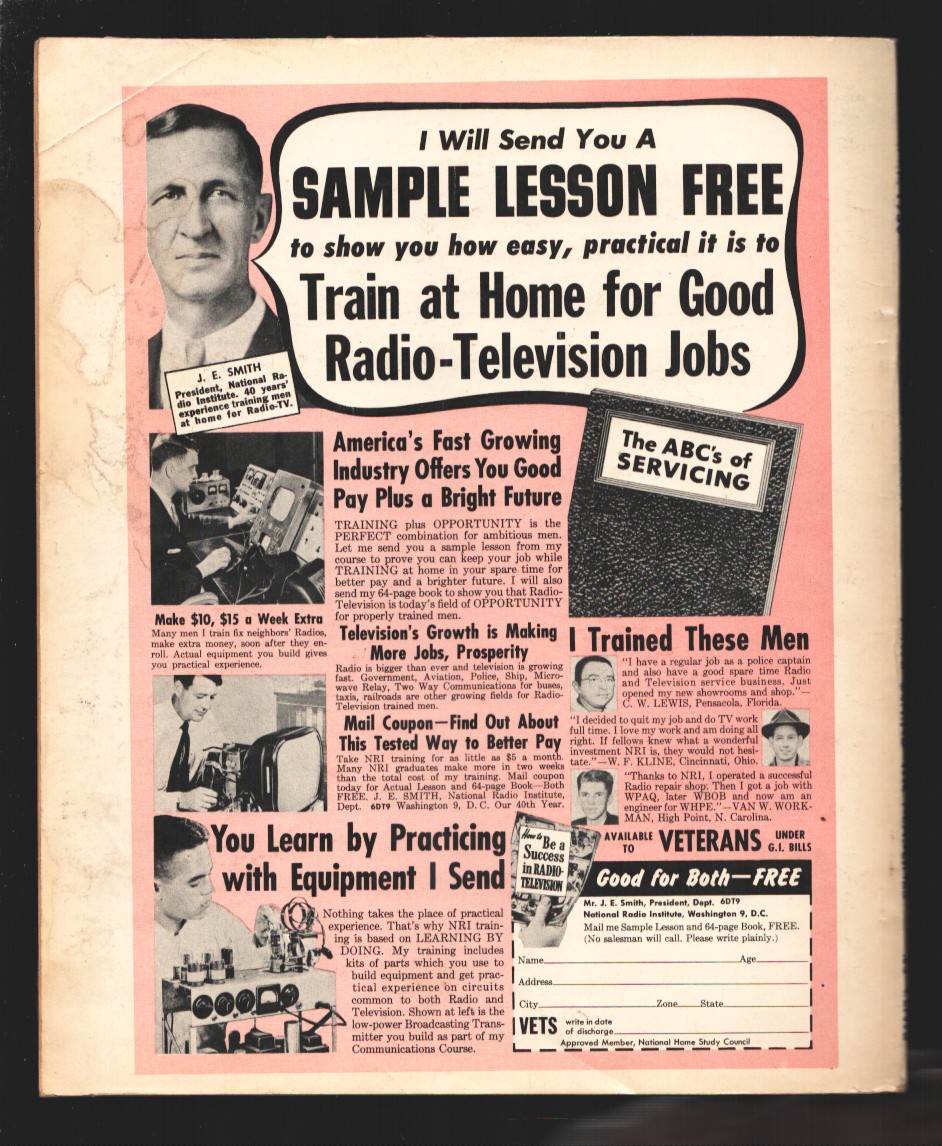 I Will Send You A
SAMPLE LESSON FREE
to show you how easy, practical it is to
Train at Home for Good
Radio-Television Jobs
J. E. SMITH
President, National Ra-
dio Institute. 40 years'
experience training men
at home for Radio-TV.
America's Fast Growing
Industry Offers You Good
Pay Plus a Bright Future
TRAINING plus OPPORTUNITY is the
PERFECT combination for ambitious men.
Let me send you a sample lesson from my
course to prove you can keep your job while
TRAINING at home in your spare time for
better pay and a brighter future. I will also
send my 64-page book to show you that Radio-
Television is today's field of OPPORTUNITY
for properly trained men.
The ABC's of
SERVICING
Make $10, $15 a Week Extra
Many men I train fix neighbors' Radios,
make extra money, soon after they en-
roll. Actual equipment you build gives
you practical experience.
Television's Growth is Making
More Jobs, Prosperity
Radio is bigger than ever and television is growing
fast. Government, Aviation, Police, Ship, Micro-
wave Relay, Two Way Communications for buses,
taxis, railroads are other growing fields for Radio-
Television trained men.
Mail Coupon—Find Out About
This Tested Way to Better Pay
Take NRI training for as little as $5 a month.
Many NRI graduates make more in two weeks
than the total cost of my training. Mail coupon
today for Actual Lesson and 64-page Book—Both
FREE. J. E. SMITH, National Radio Institute,
Dept. 6DT9 Washington 9, D. C. Our 40th Year.
I Trained These Men
"I have a regular job as a police captain
and also have a good spare time Radio
and Television service business. Just
opened my new showrooms and shop."—
C. W. LEWIS, Pensacola, Florida.
"I decided to quit my job and do TV work
full time. I love my work and am doing all
right. If fellows knew what a wonderful
investment NRI is, they would not hesi-
tate."—W. F. KLINE, Cincinnati, Ohio.
"Thanks to NRI, I operated a successful
Radio repair shop. Then I got a job with
WPAQ, later WBOB and now am an
engineer for WHPE."—VAN W. WORK-
MAN, High Point, N. Carolina.
You Learn by Practicing
with Equipment I Send
Nothing takes the place of practical
experience. That's why NRI train-
ing is based on LEARNING BY
DOING. My training includes
kits of parts which you use to
build equipment and get prac-
tical experience on circuits
common to both Radio and
Television. Shown at left is the
low-power Broadcasting Trans-
mitter you build as part of my
Communications Course.
How to Be a
Success
in RADIO-
TELEVISION
AVAILABLE TO VETERANS UNDER G.I. BILLS
Good for Both—FREE
Mr. J. E. Smith, President, Dept. 6DT9
National Radio Institute, Washington 9, D.C.
Mail me Sample Lesson and 64-page Book, FREE.
(No salesman will call. Please write plainly.)
Name Age
Address
City Zone State
VETS write in date of discharge
Approved Member, National Home Study Council